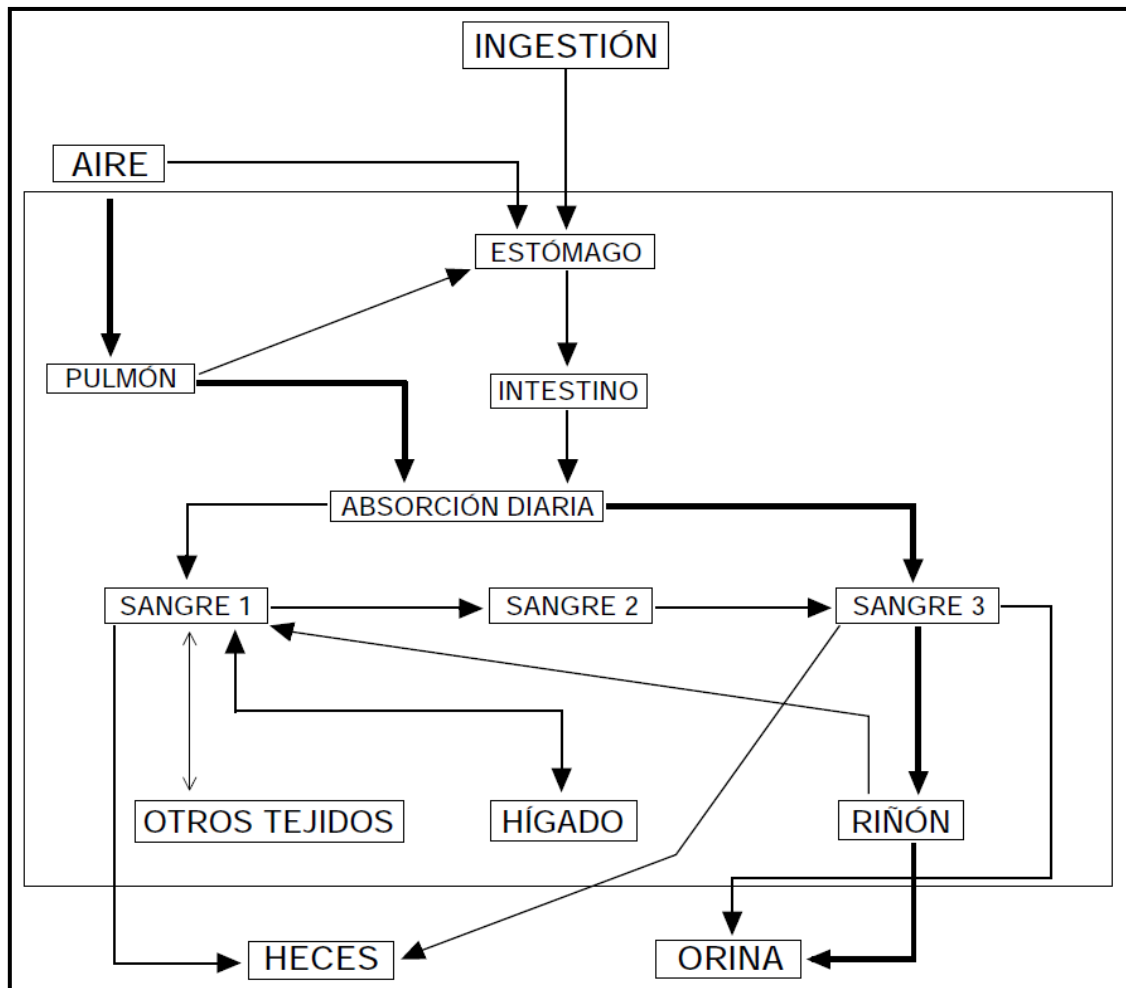 INGESTIÓN
AIRE
ESTÓMAGO
PULMÓN
INTESTINO
ABSORCIÓN DIARIA
SANGRE 1
SANGRE 2
SANGRE 3
OTROS TEJIDOS
HÍGADO
RIÑÓN
HECES
ORINA